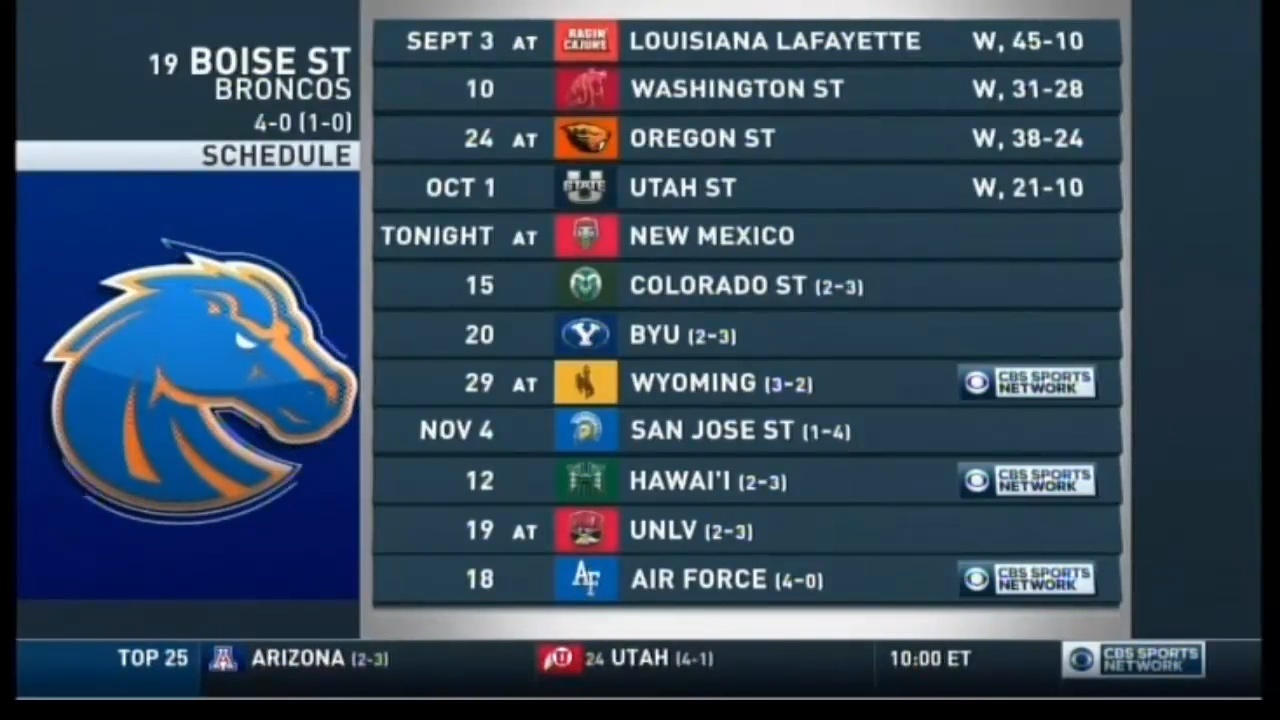 19 BOISE ST
BRONCOS
4-0 (1-0)
SCHEDULE
SEPT 3 AT RAGIN' CAJUNS LOUISIANA LAFAYETTE W, 45-10
10 WASHINGTON ST W, 31-28
24 AT OREGON ST W, 38-24
OCT 1 STATE UTAH ST W, 21-10
TONIGHT AT NEW MEXICO
15 COLORADO ST (2-3)
20 Y BYU (2-3)
29 AT WYOMING (3-2) CBS SPORTS NETWORK
NOV 4 SAN JOSE ST (1-4)
12 H HAWAI'I (2-3) CBS SPORTS NETWORK
19 AT UNLV (2-3)
18 AF AIR FORCE (4-0) CBS SPORTS NETWORK
TOP 25 A ARIZONA (2-3) U 24 UTAH (4-1) 10:00 ET CBS SPORTS NETWORK